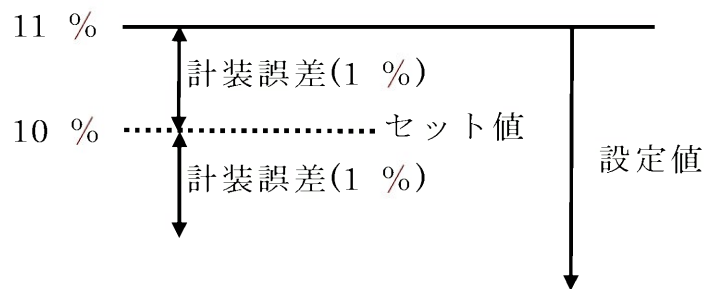 11 %
計装誤差(1 %)
10 %
セット値
計装誤差(1 %)
設定値